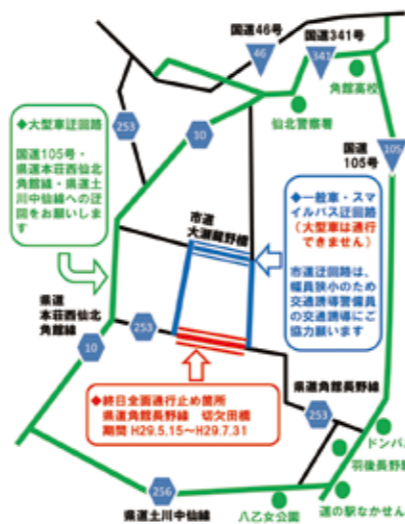 国道46号
46
国道341号
341
角館高校
仙北警察署
国道
105号
105
◆大型車迂回路
国道105号・
県道本荘西仙北
角館線・県道土
川中仙線への迂
回をお願いしま
す
253
10
市道
大瀬蔵野橋
◆一般車・スマ
イルバス迂回路
(大型車は通行
できません)
市道迂回路は、
幅員狭小のため
交通誘導警備員
の交通誘導にご
協力願います
県道
本荘西仙北
角館線
253
10
◆終日全面通行止め箇所
県道角館長野線 切欠田橋
期間 H29.5.15~H29.7.31
県道角館長野線
253
ドンパ
羽後長野
道の駅なかせん
八乙女公園
256
県道土川中仙線